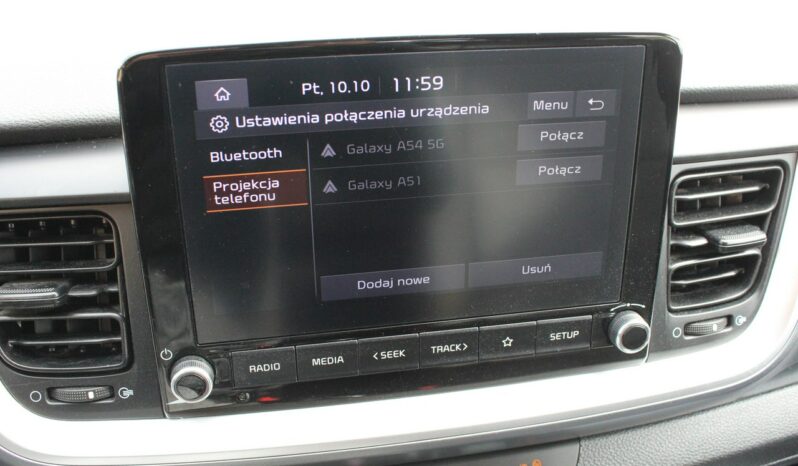 Pt, 10.10 11:59
Ustawienia połączenia urządzenia Menu
Bluetooth
Projekcja
telefonu
Galaxy A54 5G Połącz
Galaxy A51 Połącz
Dodaj nowe Usuń
RADIO MEDIA <SEEK TRACK> SETUP